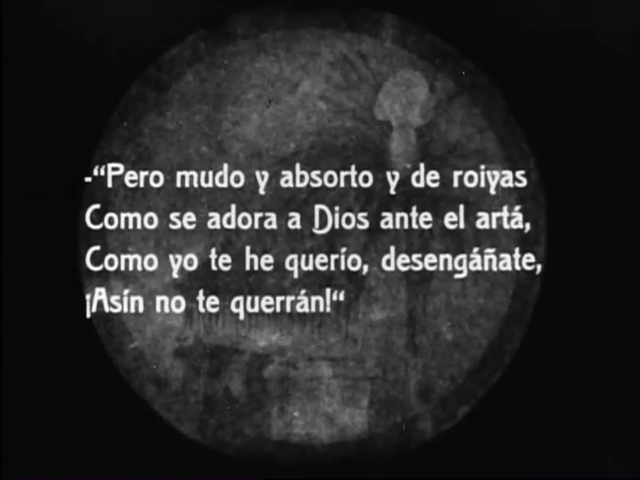 -“Pero mudo y absorto y de roiyas
Como se adora a Dios ante el artá,
Como yo te he querío, desengáñate,
¡Asín no te querrán!“